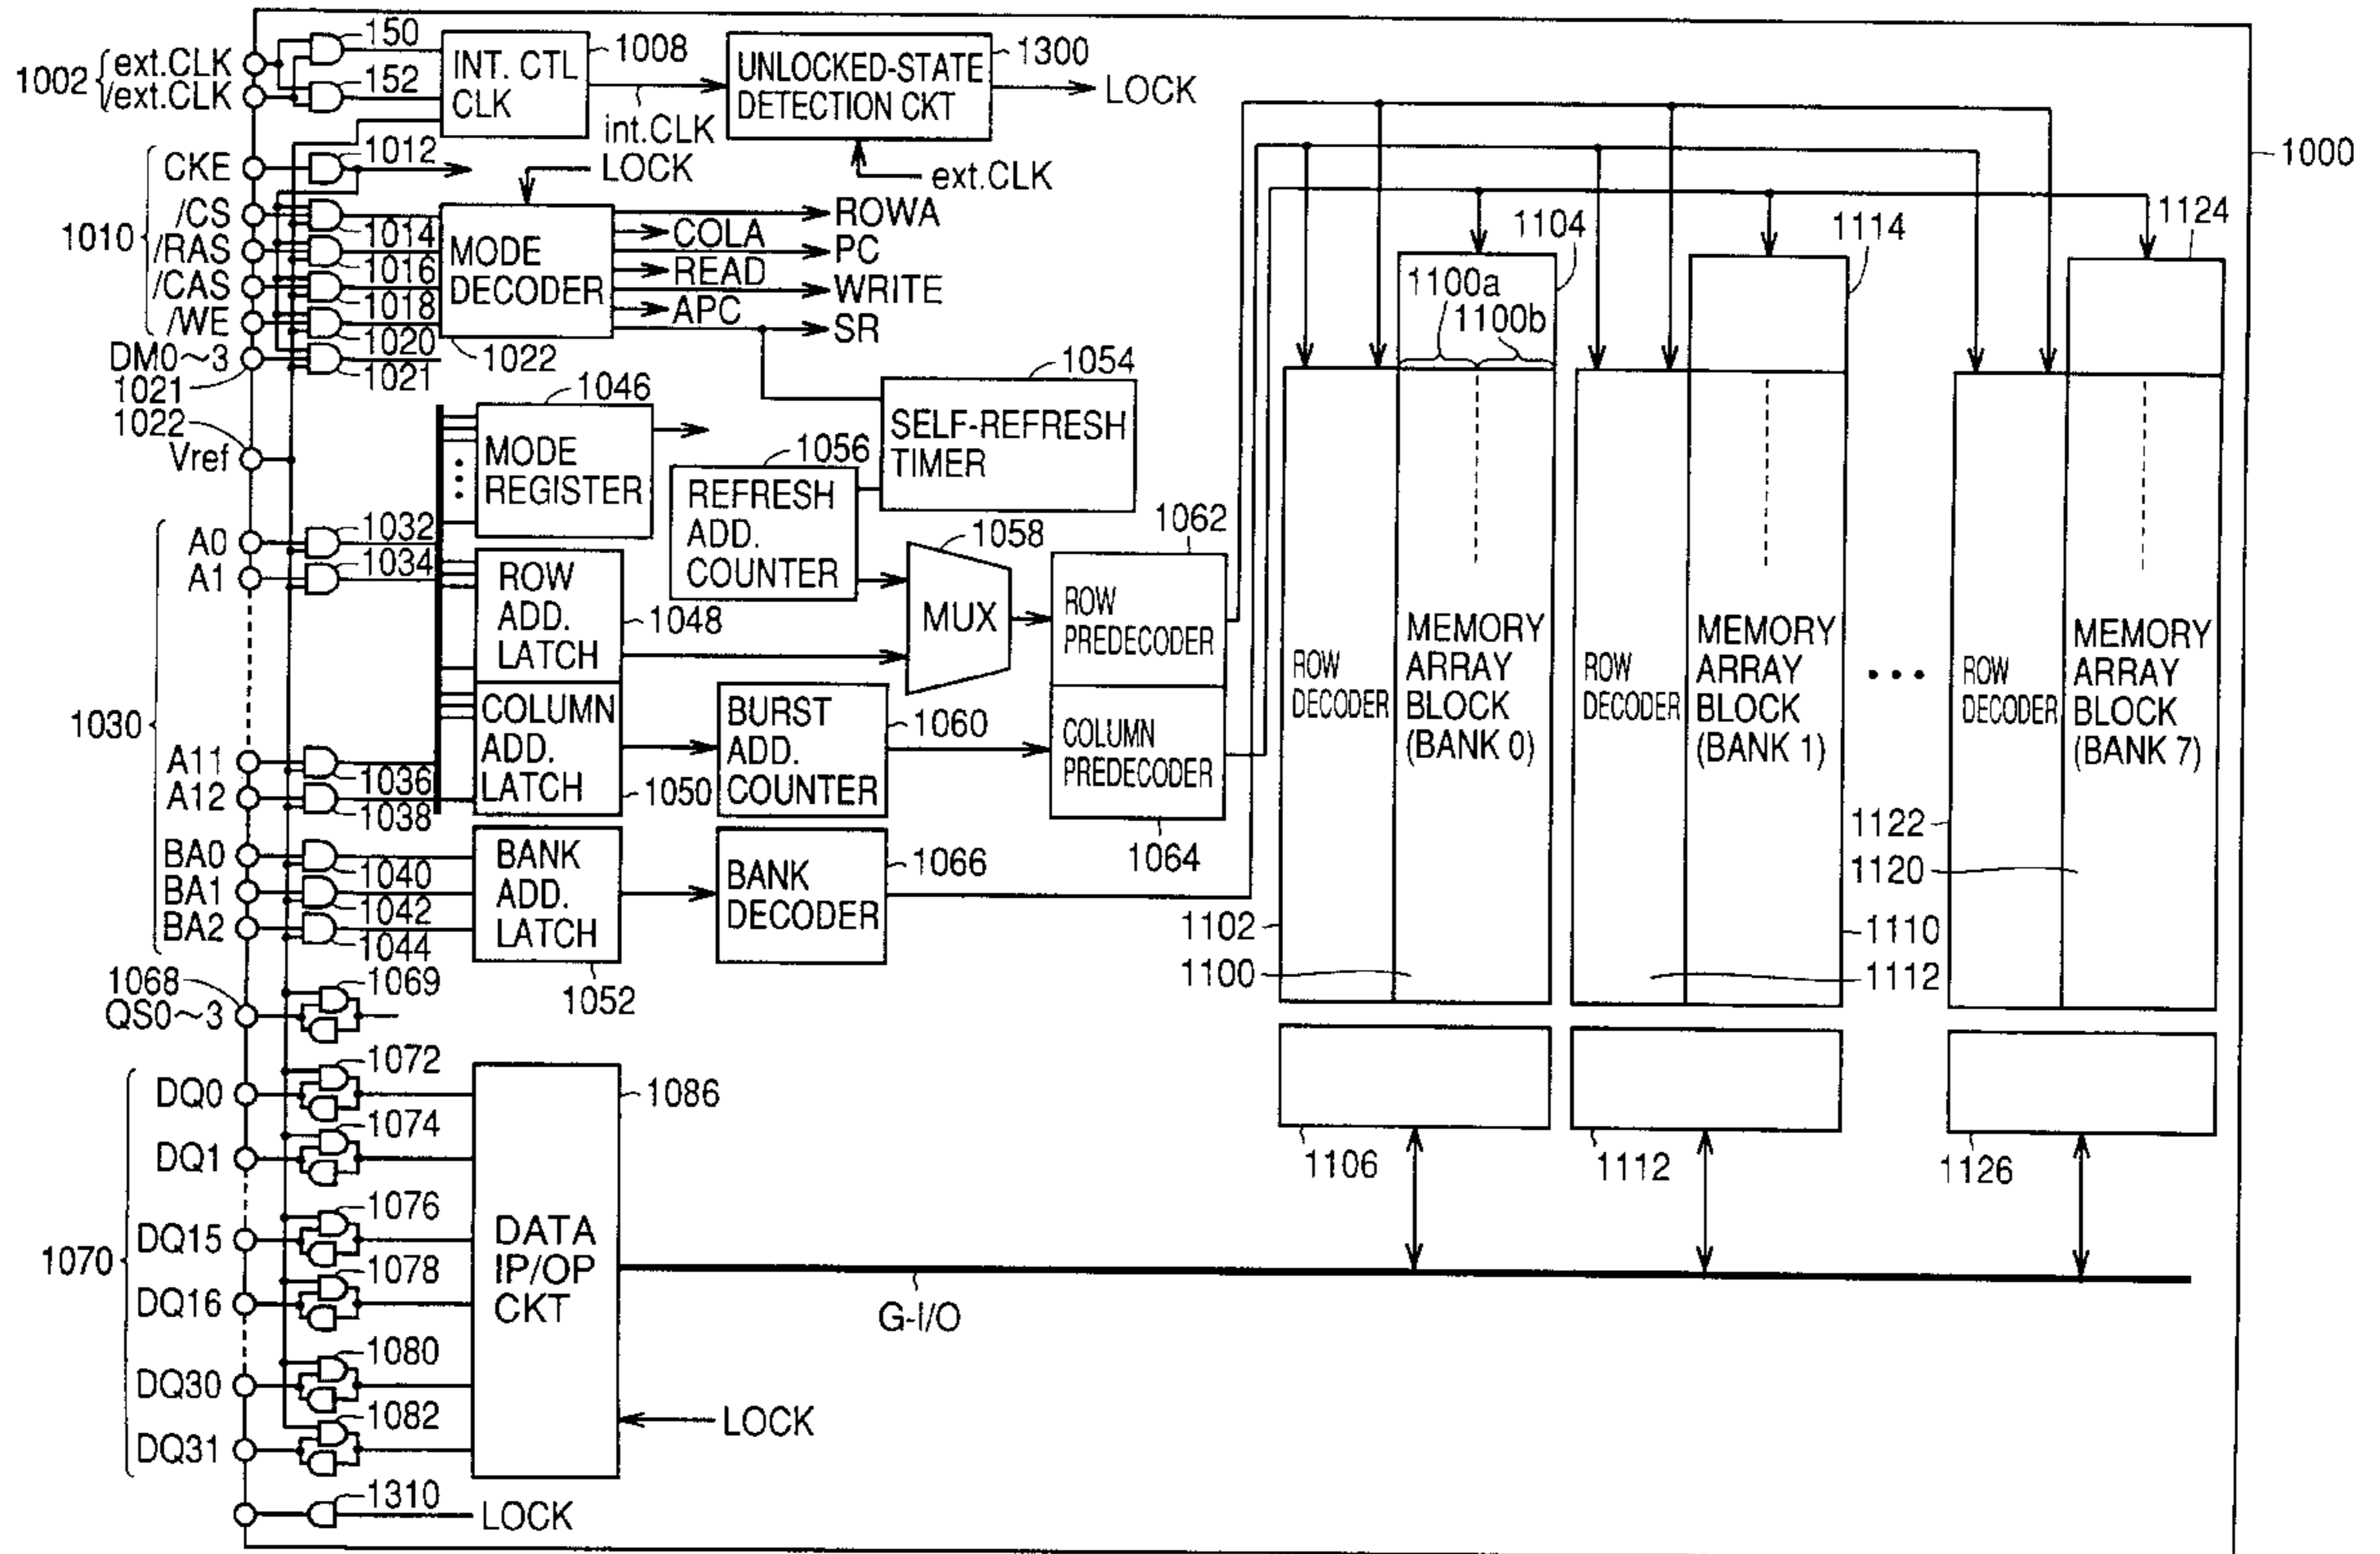 1002
ext.CLK
/ext.CLK
150
152
INT. CTL
CLK
1008
int.CLK
UNLOCKED-STATE
DETECTION CKT
1300
LOCK
ext.CLK
1000
1010
CKE
1012
/CS
1014
/RAS
1016
/CAS
1018
/WE
1020
DM0~3
1021
1021
1022
Vref
LOCK
MODE
DECODER
1022
ROWA
COLA
PC
READ
WRITE
APC
SR
1046
MODE
REGISTER
1054
SELF-REFRESH
TIMER
1056
REFRESH
ADD.
COUNTER
1030
A0
1032
A1
1034
A11
1036
A12
1038
BA0
1040
BA1
1042
BA2
1044
ROW
ADD.
LATCH
1048
COLUMN
ADD.
LATCH
1050
BANK
ADD.
LATCH
1052
1058
MUX
BURST
ADD.
COUNTER
1060
BANK
DECODER
1066
1062
ROW
PREDECODER
COLUMN
PREDECODER
1064
1104
1100a
1100b
ROW
DECODER
MEMORY
ARRAY
BLOCK
(BANK 0)
1102
1100
1106
1114
ROW
DECODER
MEMORY
ARRAY
BLOCK
(BANK 1)
1110
1112
1112
1124
ROW
DECODER
MEMORY
ARRAY
BLOCK
(BANK 7)
1122
1120
1126
1068
QS0~3
1069
1070
DQ0
1072
DQ1
1074
DQ15
1076
DQ16
1078
DQ30
1080
DQ31
1082
1086
DATA
IP/OP
CKT
G-I/O
LOCK
1310
LOCK